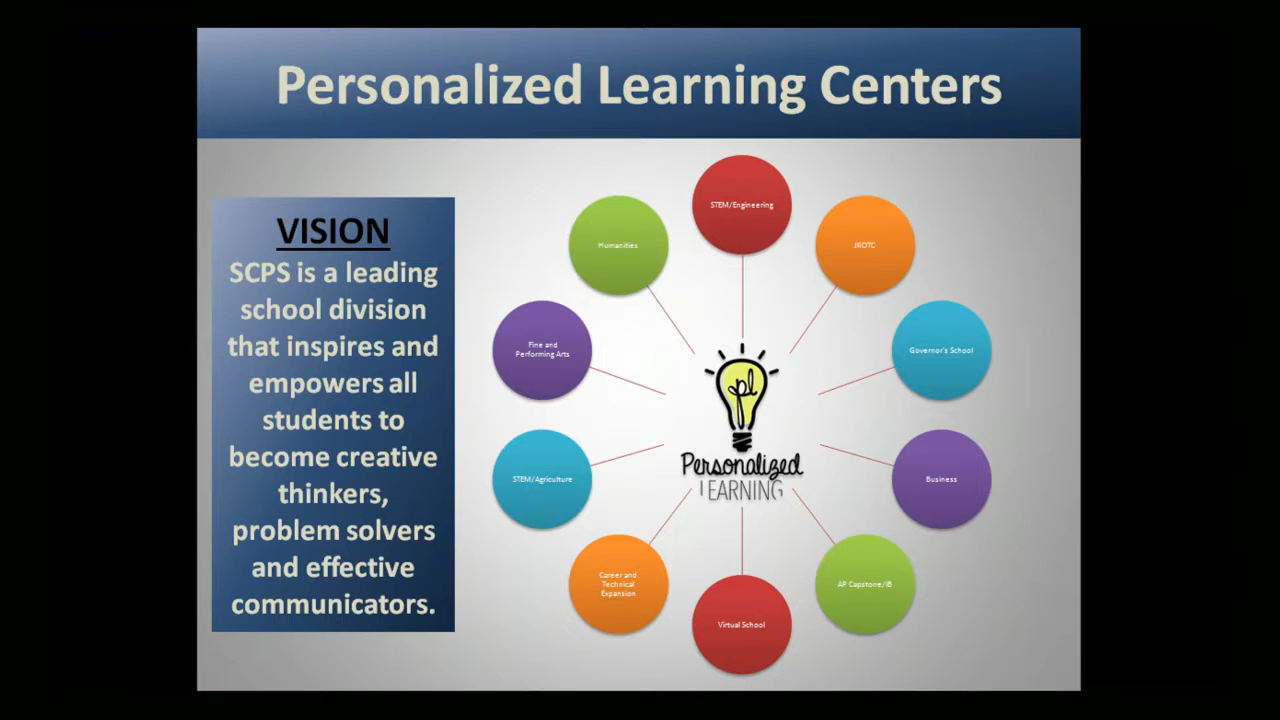 Personalized Learning Centers
VISION
SCPS is a leading
school division
that inspires and
empowers all
students to
become creative
thinkers,
problem solvers
and effective
communicators.
STEM/Engineering
JROTC
Governor's School
Business
AP Capstone/IB
Virtual School
Career and
Technical
Expansion
STEM/Agriculture
Fine and
Performing Arts
Humanities
pl
Personalized
LEARNING